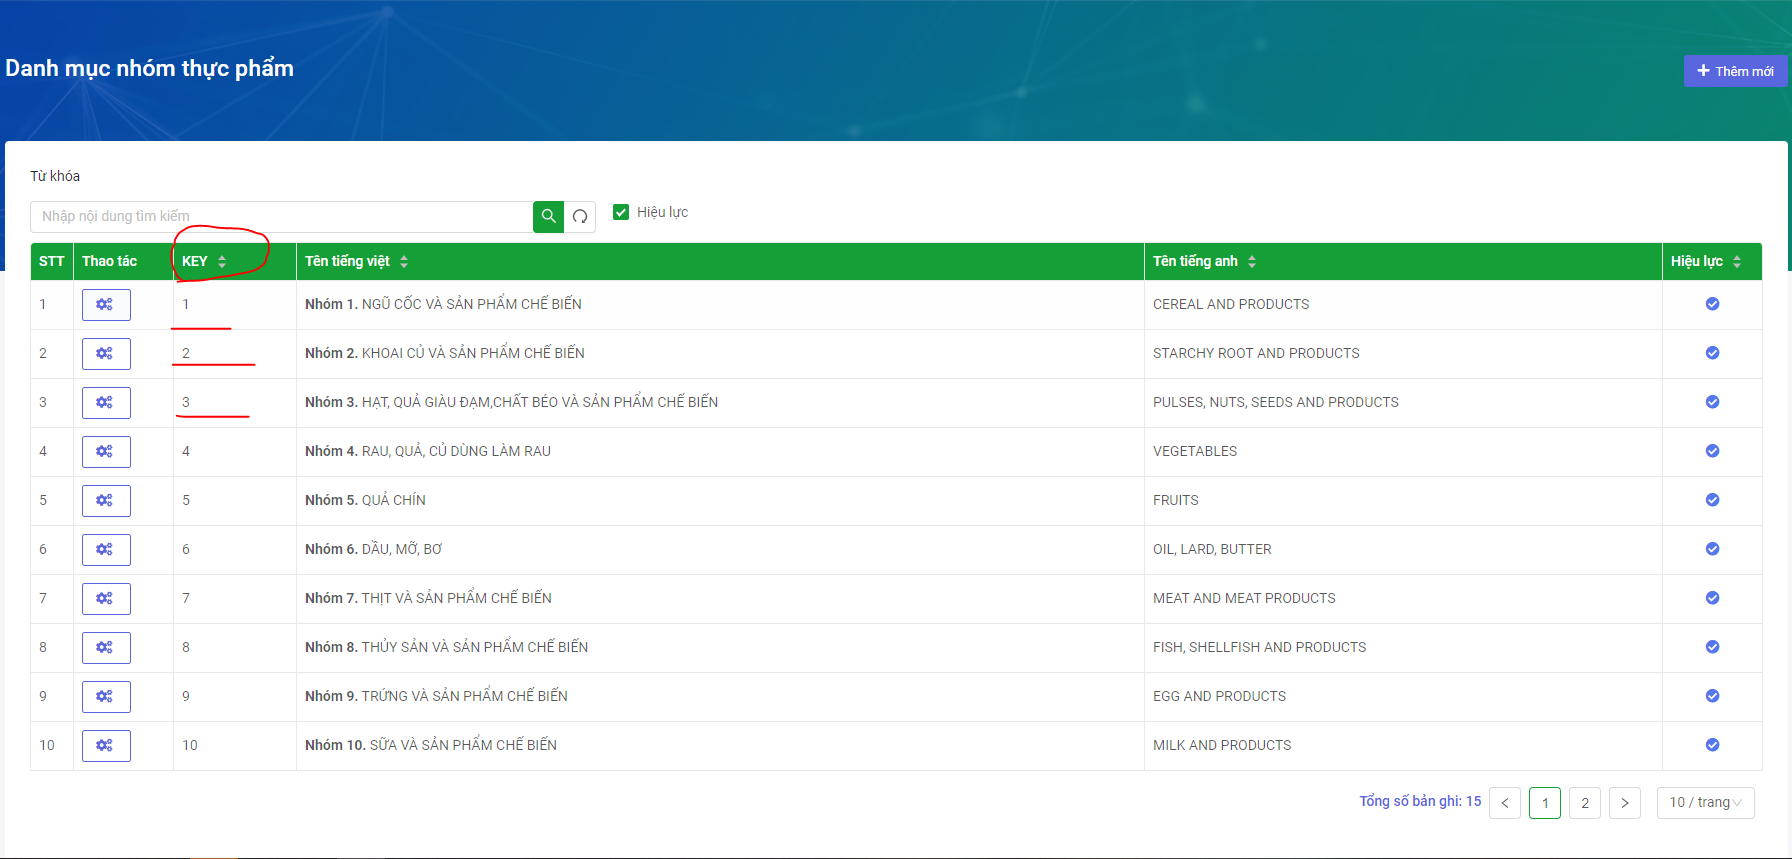 Danh mục nhóm thực phẩm
Thêm mới
Từ khóa
Nhập nội dung tìm kiếm
Hiệu lực
STT Thao tác KEY Tên tiếng việt Tên tiếng anh Hiệu lực
1 1 Nhóm 1. NGŨ CỐC VÀ SẢN PHẨM CHẾ BIẾN CEREAL AND PRODUCTS
2 2 Nhóm 2. KHOAI CỦ VÀ SẢN PHẨM CHẾ BIẾN STARCHY ROOT AND PRODUCTS
3 3 Nhóm 3. HẠT, QUẢ GIÀU ĐẠM,CHẤT BÉO VÀ SẢN PHẨM CHẾ BIẾN PULSES, NUTS, SEEDS AND PRODUCTS
4 4 Nhóm 4. RAU, QUẢ, CỦ DÙNG LÀM RAU VEGETABLES
5 5 Nhóm 5. QUẢ CHÍN FRUITS
6 6 Nhóm 6. DẦU, MỠ, BƠ OIL, LARD, BUTTER
7 7 Nhóm 7. THỊT VÀ SẢN PHẨM CHẾ BIẾN MEAT AND MEAT PRODUCTS
8 8 Nhóm 8. THỦY SẢN VÀ SẢN PHẨM CHẾ BIẾN FISH, SHELLFISH AND PRODUCTS
9 9 Nhóm 9. TRỨNG VÀ SẢN PHẨM CHẾ BIẾN EGG AND PRODUCTS
10 10 Nhóm 10. SỮA VÀ SẢN PHẨM CHẾ BIẾN MILK AND PRODUCTS
Tổng số bản ghi: 15 < 1 2 > 10 / trang